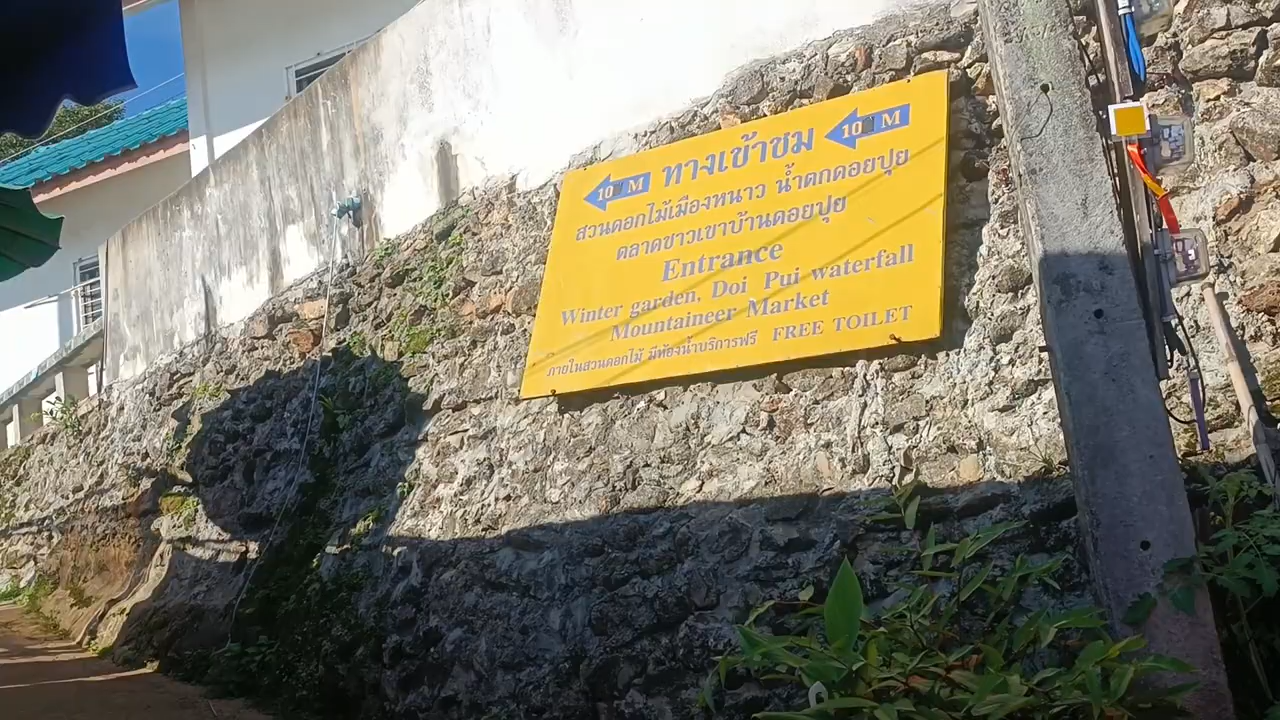 ทางเข้าชม
สวนดอกไม้เมืองหนาว น้ำตกดอยปุย
ตลาดชาวเขาบ้านดอยปุย
Entrance
Winter garden, Doi Pui waterfall
Mountaineer Market
ภายในสวนดอกไม้ มีห้องน้ำบริการฟรี FREE TOILET